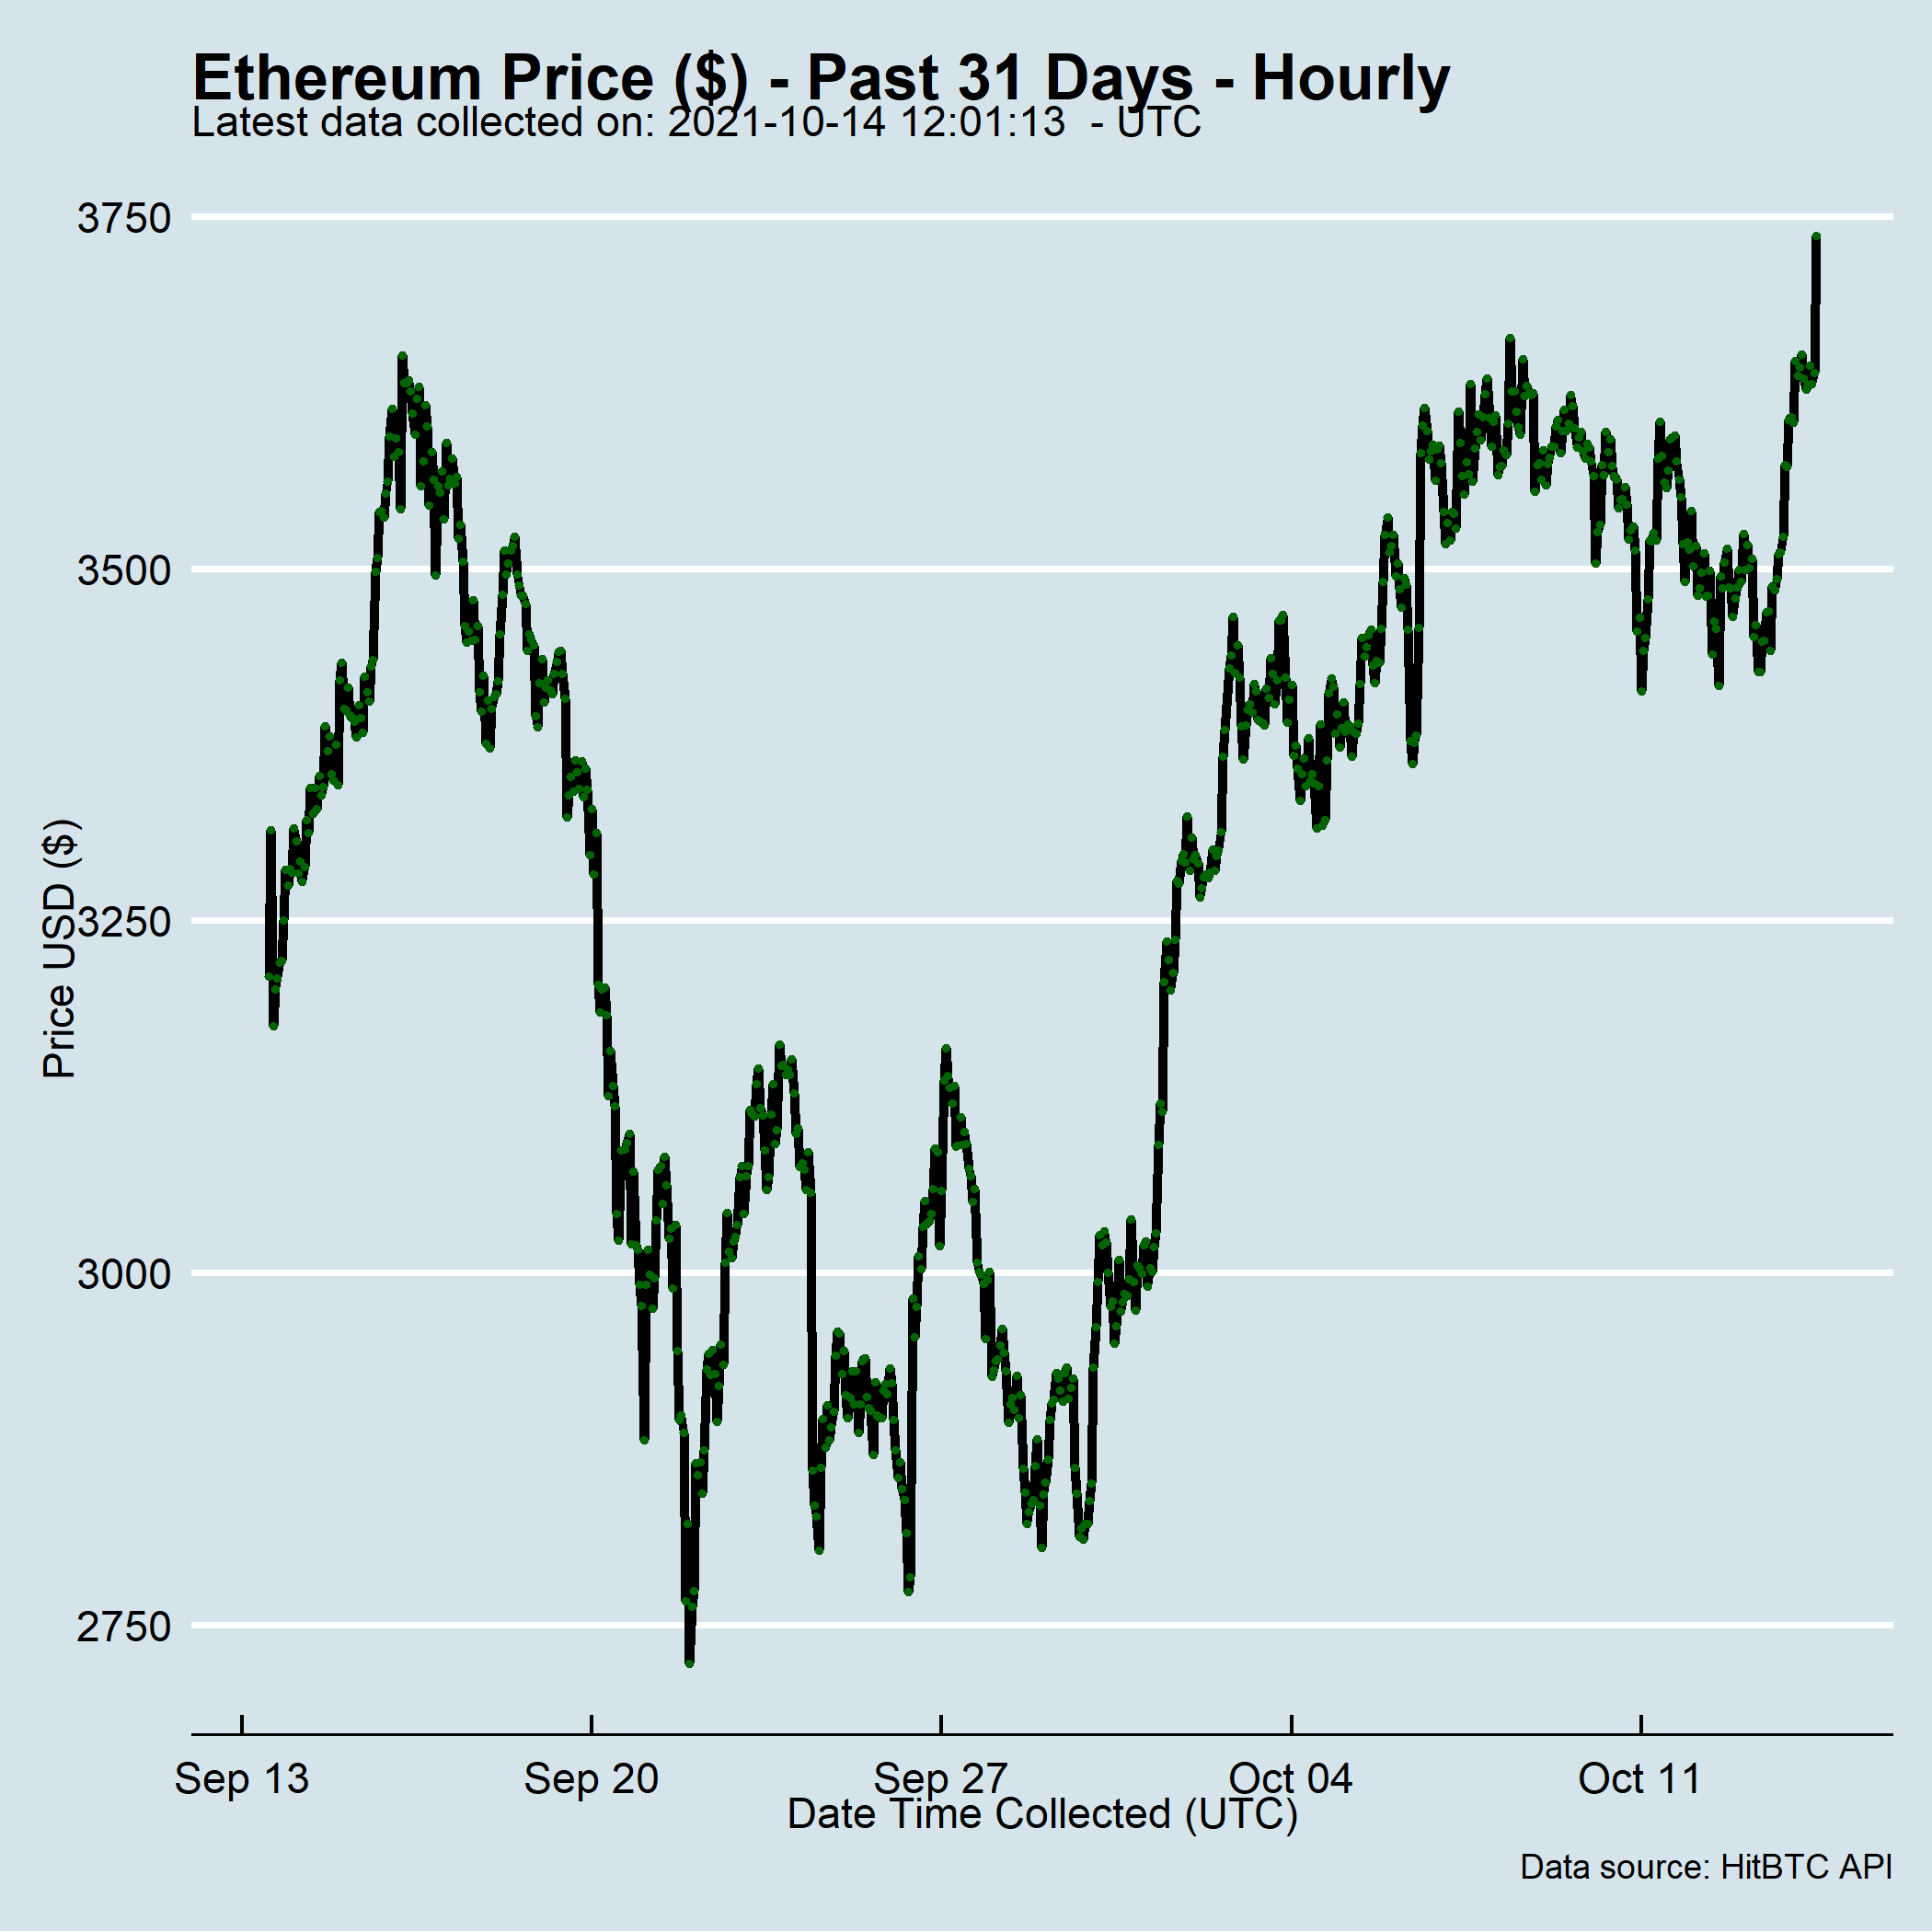 Ethereum Price ($) - Past 31 Days - Hourly
Latest data collected on: 2021-10-14 12:01:13  - UTC
Price USD ($)
3750
3500
3250
3000
2750
Sep 13 Sep 20 Sep 27 Oct 04 Oct 11
Date Time Collected (UTC)
Data source: HitBTC API